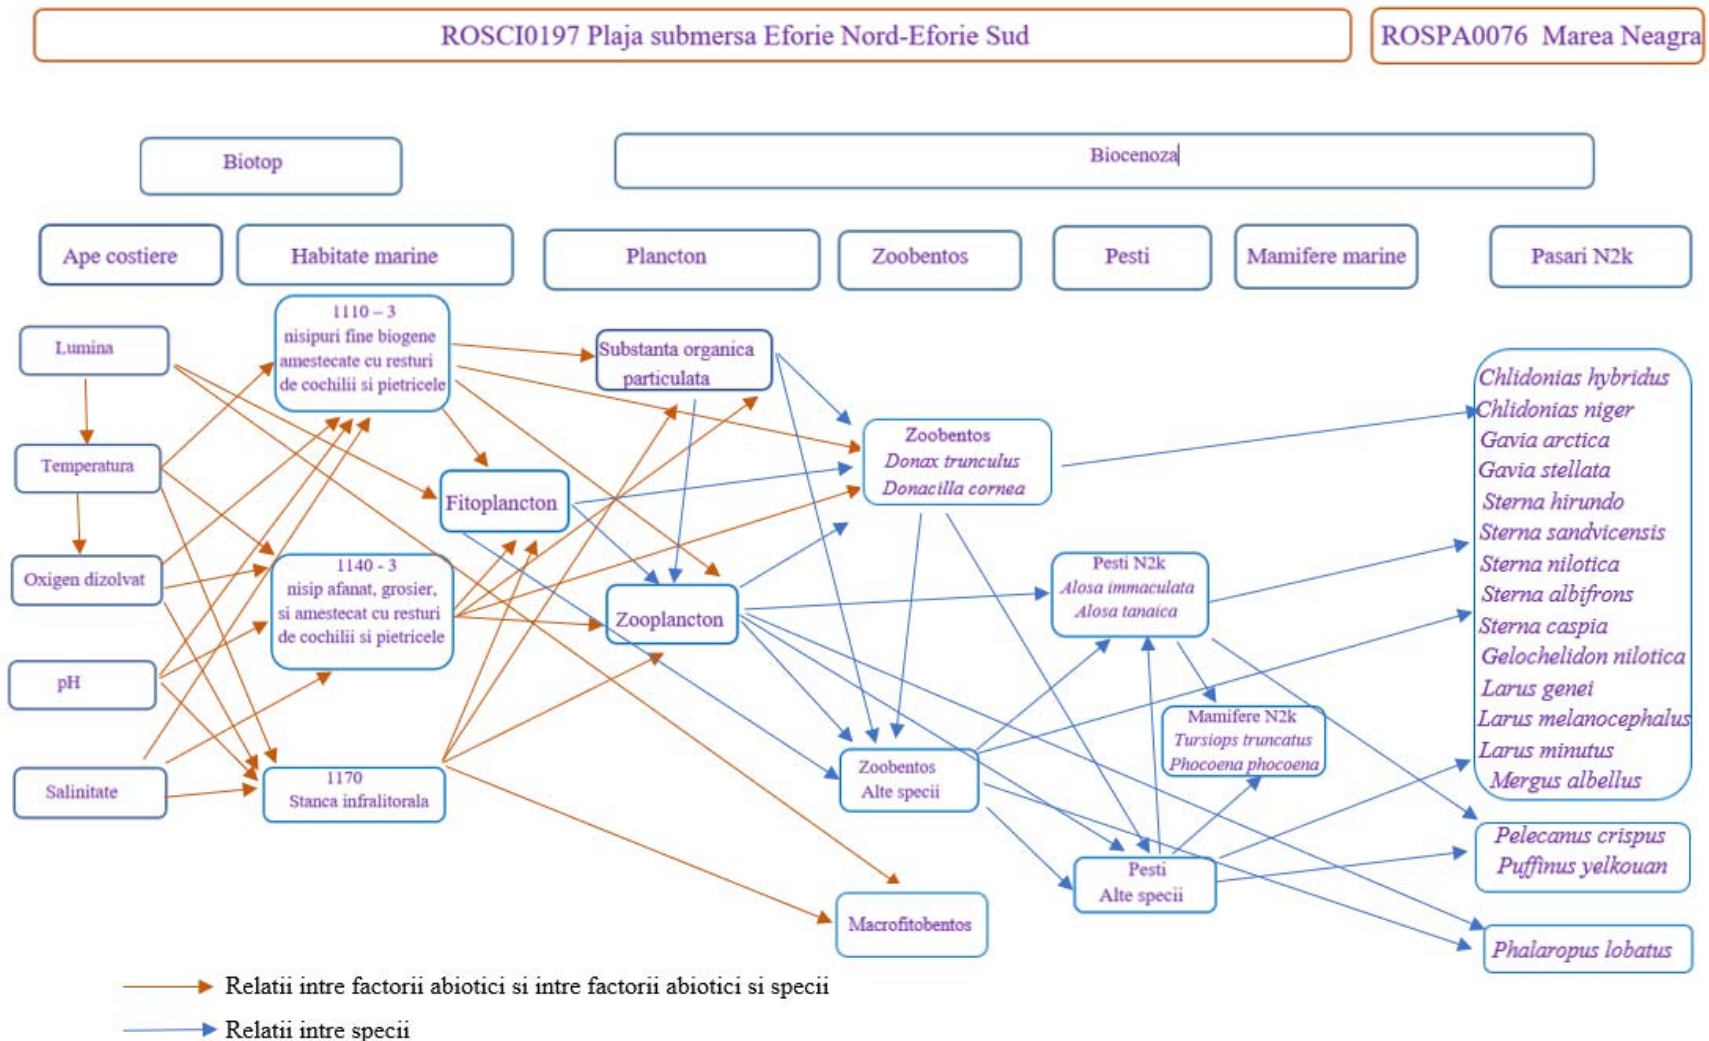 ROSCI0197 Plaja submersa Eforie Nord-Eforie Sud
ROSPA0076 Marea Neagra
Biotop
Biocenoza
Ape costiere
Habitate marine
Plancton
Zoobentos
Pesti
Mamifere marine
Pasari N2k
Lumina
Temperatura
Oxigen dizolvat
pH
Salinitate
1110 – 3
nisipuri fine biogene
amestecate cu resturi
de cochilii si pietricele
1140 - 3
nisip afanat, grosier,
si amestecat cu resturi
de cochilii si pietricele
1170
Stanca infralitorala
Substanta organica
particulata
Fitoplancton
Zooplancton
Zoobentos
Donax trunculus
Donacilla cornea
Zoobentos
Alte specii
Macrofitobentos
Pesti N2k
Alosa immaculata
Alosa tanaica
Mamifere N2k
Tursiops truncatus
Phocoena phocoena
Pesti
Alte specii
Chlidonias hybridus
Chlidonias niger
Gavia arctica
Gavia stellata
Sterna hirundo
Sterna sandvicensis
Sterna nilotica
Sterna albifrons
Sterna caspia
Gelochelidon nilotica
Larus genei
Larus melanocephalus
Larus minutus
Mergus albellus
Pelecanus crispus
Puffinus yelkouan
Phalaropus lobatus
Relatii intre factorii abiotici si intre factorii abiotici si specii
Relatii intre specii